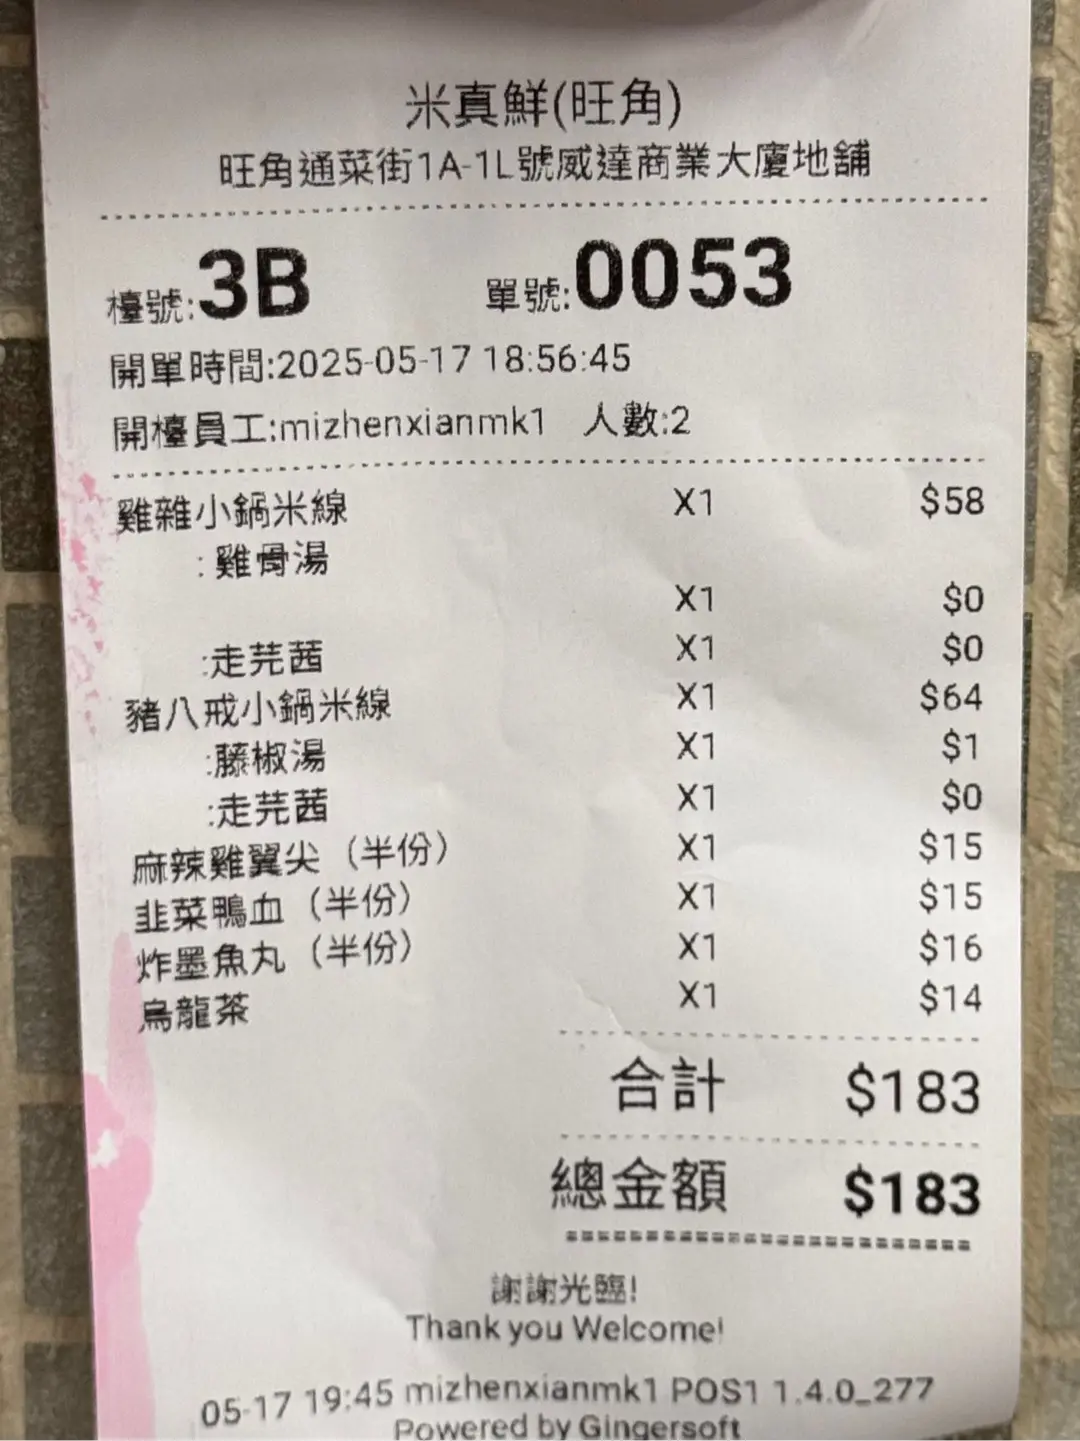 米真鮮(旺角)
旺角通菜街1A-1L號威達商業大廈地舖
檯號:3B 單號:0053
開單時間:2025-05-17 18:56:45
開檯員工:mizhenxianmk1 人數:2
雞雜小鍋米線 X1 $58
:雞骨湯
X1 $0
:走芫茜 X1 $0
豬八戒小鍋米線 X1 $64
:藤椒湯 X1 $1
:走芫茜 X1 $0
麻辣雞翼尖（半份） X1 $15
韭菜鴨血（半份） X1 $15
炸墨魚丸（半份） X1 $16
烏龍茶 X1 $14
合計 $183
總金額 $183
謝謝光臨!
Thank you Welcome!
05-17 19:45 mizhenxianmk1 POS1 1.4.0_277
Powered by Gingersoft